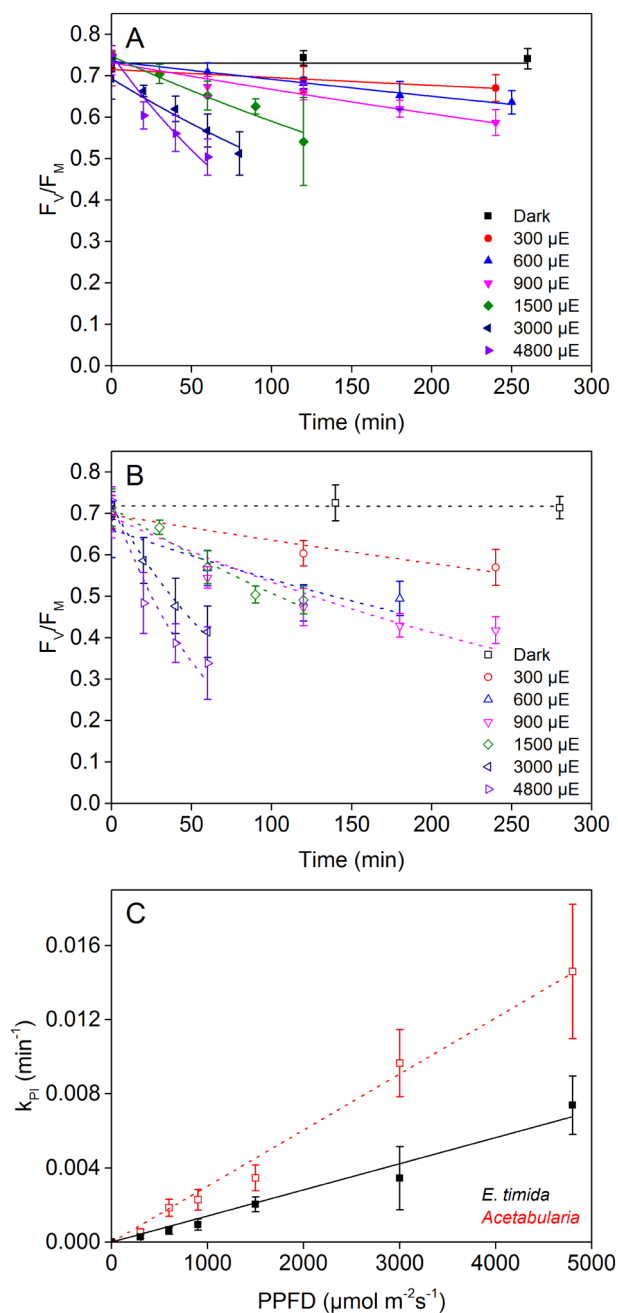 A
0.8
0.7
0.6
0.5
0.4
0.3
0.2
0.1
0.0
F_V/F_M
Dark
300 µE
600 µE
900 µE
1500 µE
3000 µE
4800 µE
0 50 100 150 200 250 300
Time (min)
B
0.8
0.7
0.6
0.5
0.4
0.3
0.2
0.1
0.0
F_V/F_M
Dark
300 µE
600 µE
900 µE
1500 µE
3000 µE
4800 µE
0 50 100 150 200 250 300
Time (min)
C
0.016
0.012
0.008
0.004
0.000
k_PI (min⁻¹)
E. timida
Acetabularia
0 1000 2000 3000 4000 5000
PPFD (µmol m⁻²s⁻¹)